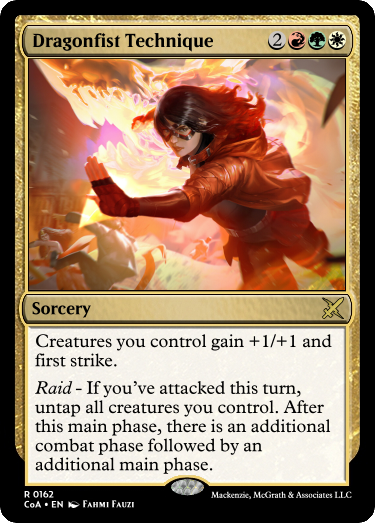 Dragonfist Technique 2
Sorcery
Creatures you control gain +1/+1 and
first strike.
Raid - If you've attacked this turn,
untap all creatures you control. After
this main phase, there is an additional
combat phase followed by an
additional main phase.
R 0162
CoA • EN Fahmi Fauzi
Mackenzie, McGrath & Associates LLC